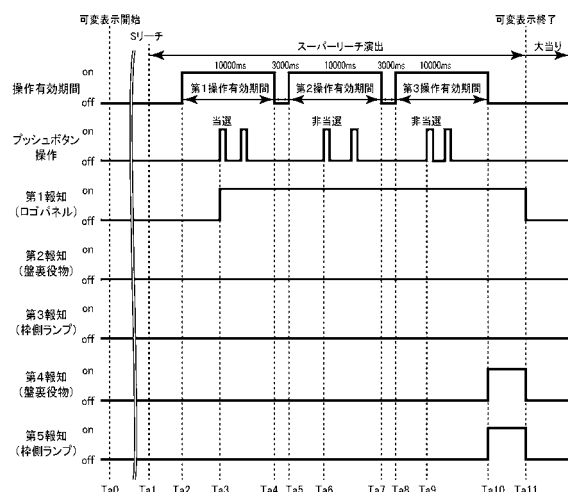 可変表示開始
可変表示終了
Sリーチ
スーパーリーチ演出
大当り
10000ms
3000ms
10000ms
3000ms
10000ms
操作有効期間
on
off
第1操作有効期間
第2操作有効期間
第3操作有効期間
プッシュボタン
操作
on
off
当選
非当選
非当選
第1報知
(ロゴパネル)
on
off
第2報知
(盤裏役物)
on
off
第3報知
(枠側ランプ)
on
off
第4報知
(盤裏役物)
on
off
第5報知
(枠側ランプ)
on
off
Ta0
Ta1
Ta2
Ta3
Ta4
Ta5
Ta6
Ta7
Ta8
Ta9
Ta10
Ta11